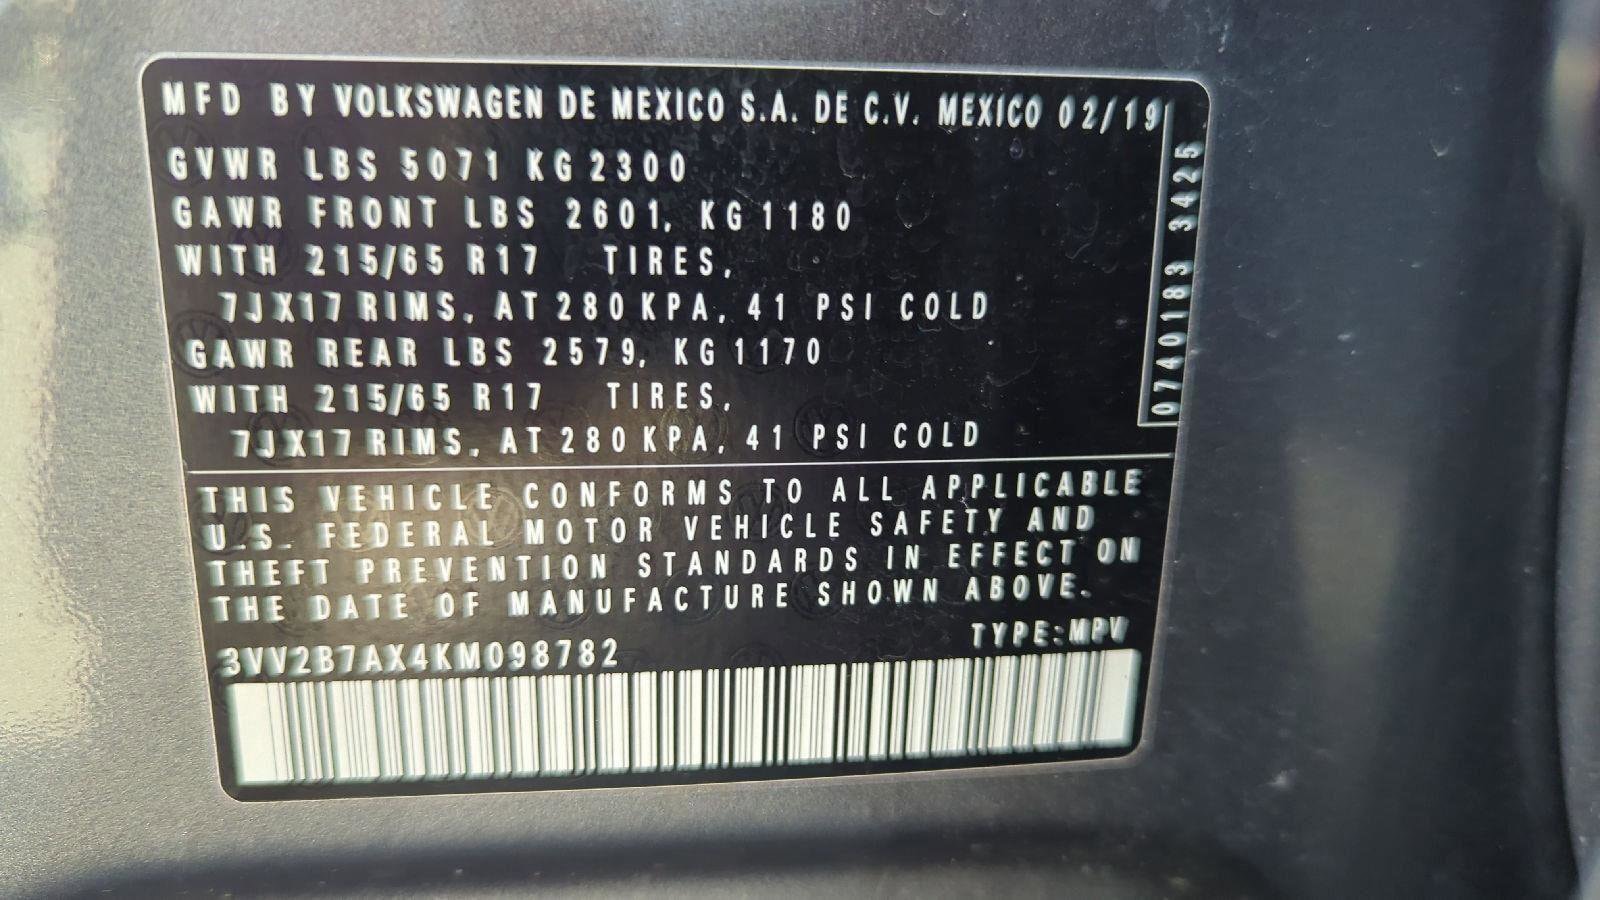 MFD BY VOLKSWAGEN DE MEXICO S.A. DE C.V. MEXICO 02/19
GVWR LBS 5071 KG 2300
GAWR FRONT LBS 2601, KG 1180
WITH 215/65 R17 TIRES,
7JX17 RIMS, AT 280 KPA, 41 PSI COLD
GAWR REAR LBS 2579, KG 1170
WITH 215/65 R17 TIRES,
7JX17 RIMS, AT 280 KPA, 41 PSI COLD
0740183 3425
THIS VEHICLE CONFORMS TO ALL APPLICABLE
U.S. FEDERAL MOTOR VEHICLE SAFETY AND
THEFT PREVENTION STANDARDS IN EFFECT ON
THE DATE OF MANUFACTURE SHOWN ABOVE.
TYPE:MPV
3VV2B7AX4KM098782